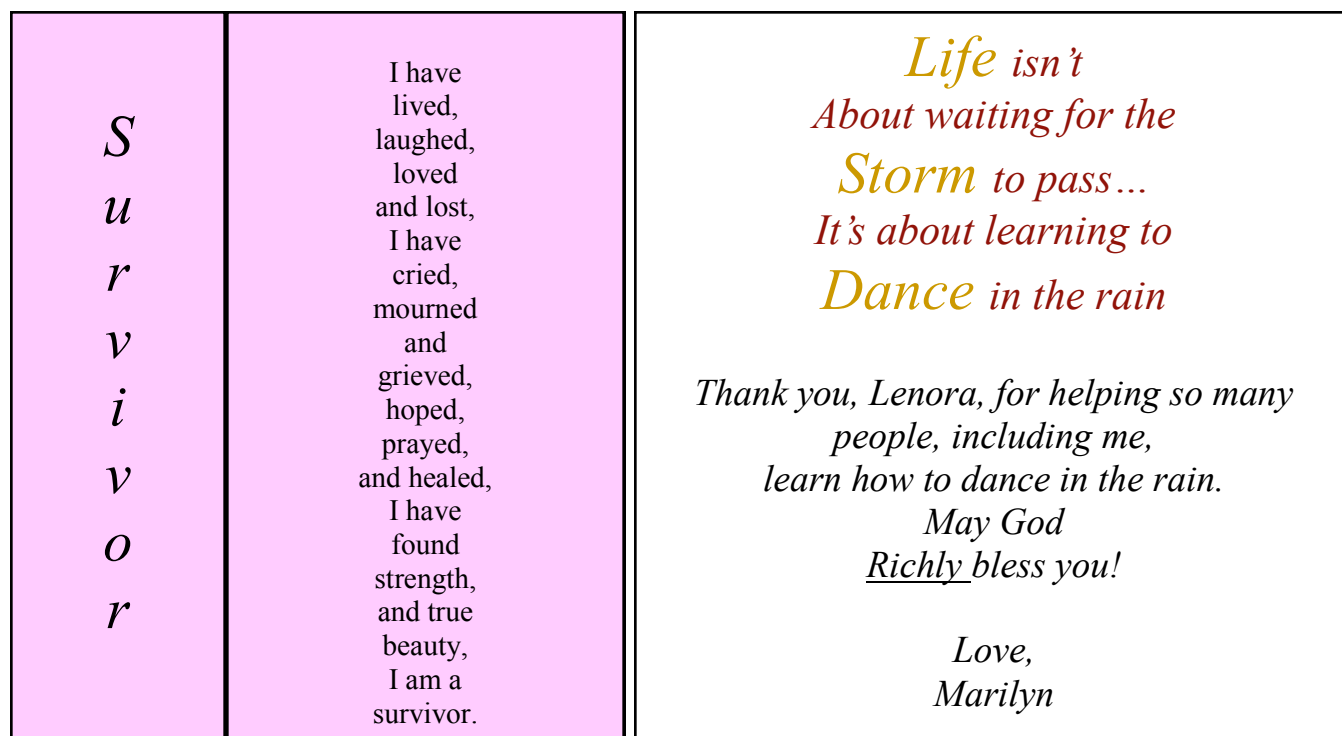 S
u
r
v
i
v
o
r
I have
lived,
laughed,
loved
and lost,
I have
cried,
mourned
and
grieved,
hoped,
prayed,
and healed,
I have
found
strength,
and true
beauty,
I am a
survivor.
Life isn’t
About waiting for the
Storm to pass…
It’s about learning to
Dance in the rain
Thank you, Lenora, for helping so many
people, including me,
learn how to dance in the rain.
May God
Richly bless you!
Love,
Marilyn